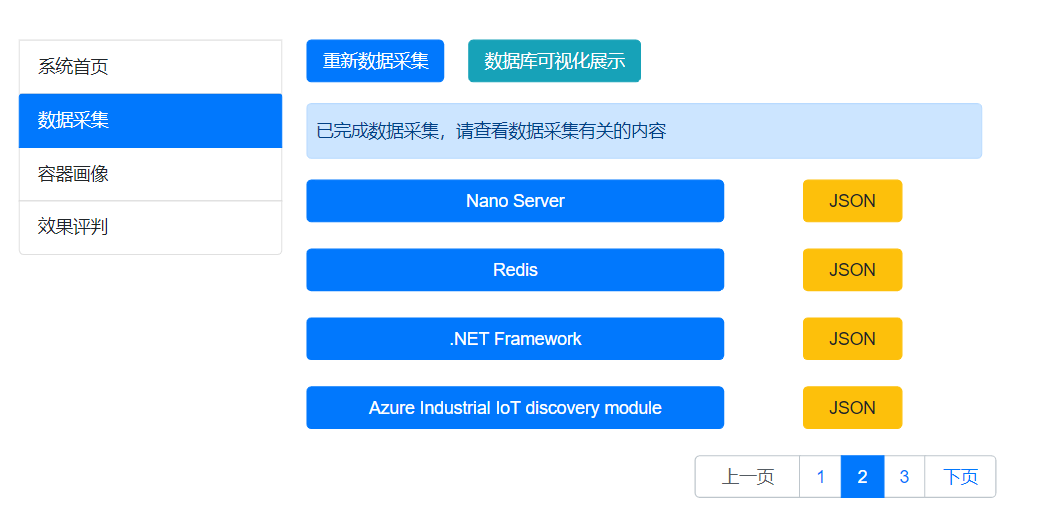 系统首页
数据采集
容器画像
效果评判
重新数据采集 数据库可视化展示
已完成数据采集，请查看数据采集有关的内容
Nano Server JSON
Redis JSON
.NET Framework JSON
Azure Industrial IoT discovery module JSON
上一页 1 2 3 下页